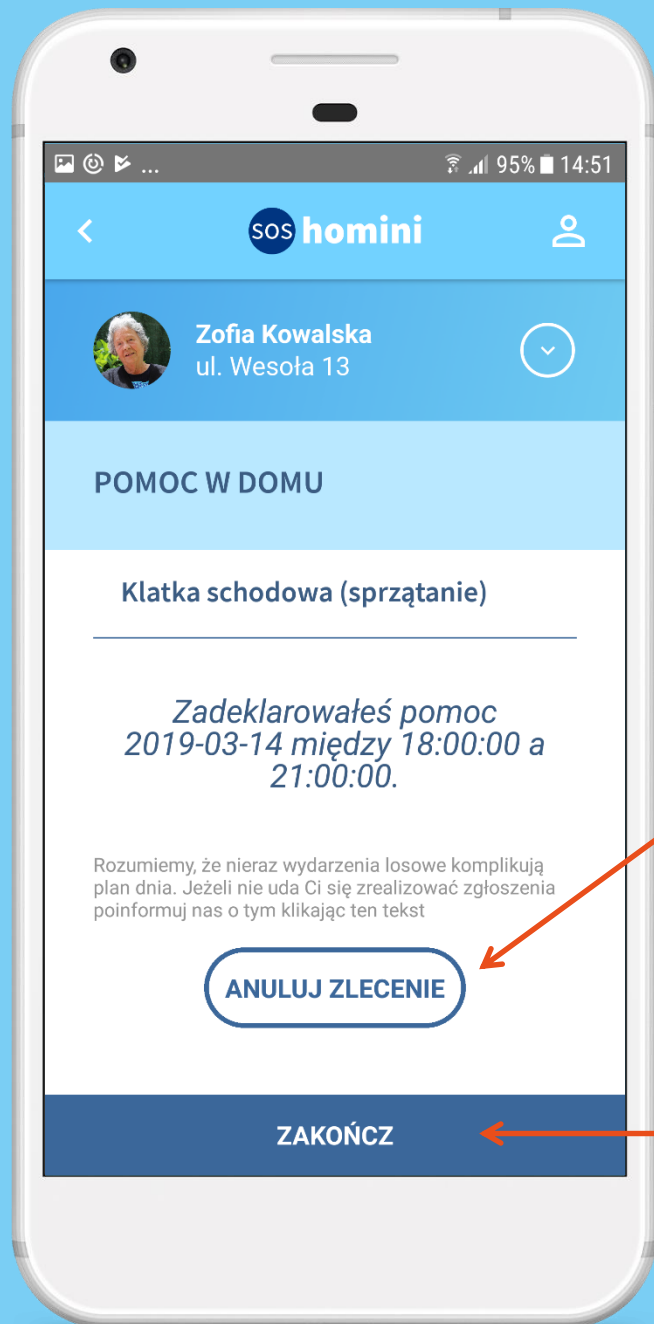 ... 95% 14:51
SOS homini
Zofia Kowalska
ul. Wesoła 13
POMOC W DOMU
Klatka schodowa (sprzątanie)
Zadeklarowałeś pomoc
2019-03-14 między 18:00:00 a
21:00:00.
Rozumiemy, że nieraz wydarzenia losowe komplikują
plan dnia. Jeżeli nie uda Ci się zrealizować zgłoszenia
poinformuj nas o tym klikając ten tekst
ANULUJ ZLECENIE
ZAKOŃCZ